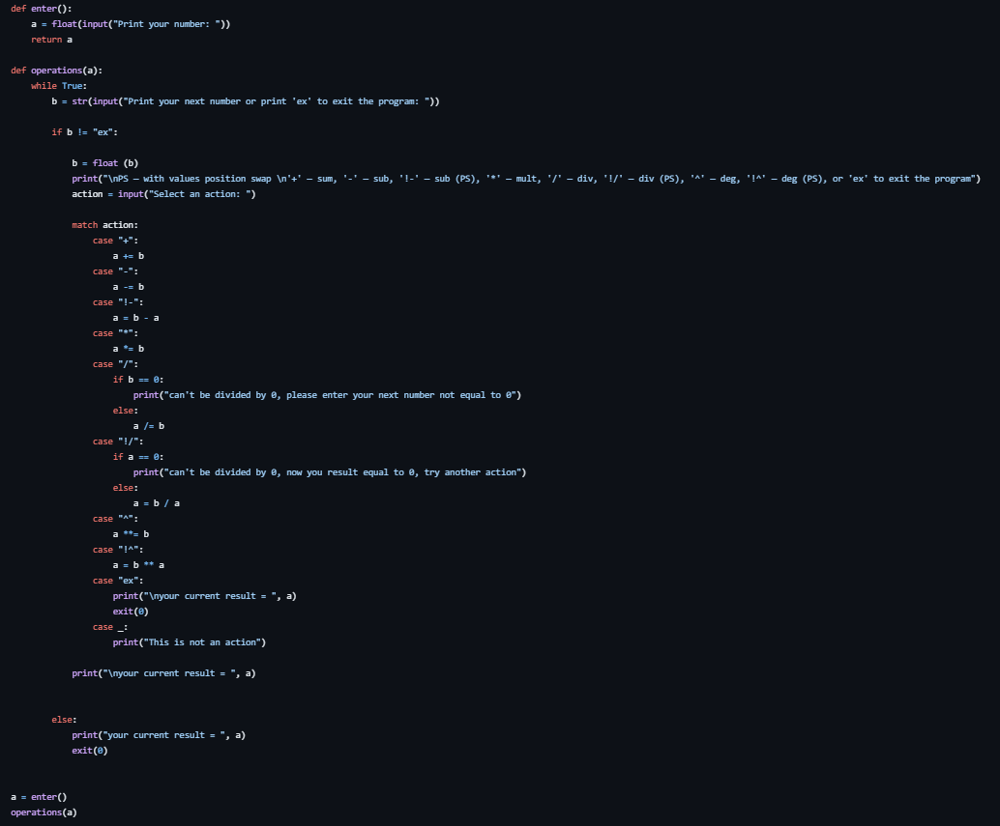 def enter():
    a = float(input("Print your number: "))
    return a

def operations(a):
    while True:
        b = str(input("Print your next number or print 'ex' to exit the program: "))

        if b != "ex":

            b = float (b)
            print("\nPS — with values position swap \n'+' — sum, '-' — sub, '!-' — sub (PS), '*' — mult, '/' — div, '!/' — div (PS), '^' — deg, '!^' — deg (PS), or 'ex' to exit the program")
            action = input("Select an action: ")

            match action:
                case "+":
                    a += b
                case "-":
                    a -= b
                case "!-":
                    a = b - a
                case "*":
                    a *= b
                case "/":
                    if b == 0:
                        print("can't be divided by 0, please enter your next number not equal to 0")
                    else:
                        a /= b
                case "!/":
                    if a == 0:
                        print("can't be divided by 0, now you result equal to 0, try another action")
                    else:
                        a = b / a
                case "^":
                    a **= b
                case "!^":
                    a = b ** a
                case "ex":
                    print("\nyour current result = ", a)
                    exit(0)
                case _:
                    print("This is not an action")

            print("\nyour current result = ", a)


        else:
            print("your current result = ", a)
            exit(0)


a = enter()
operations(a)